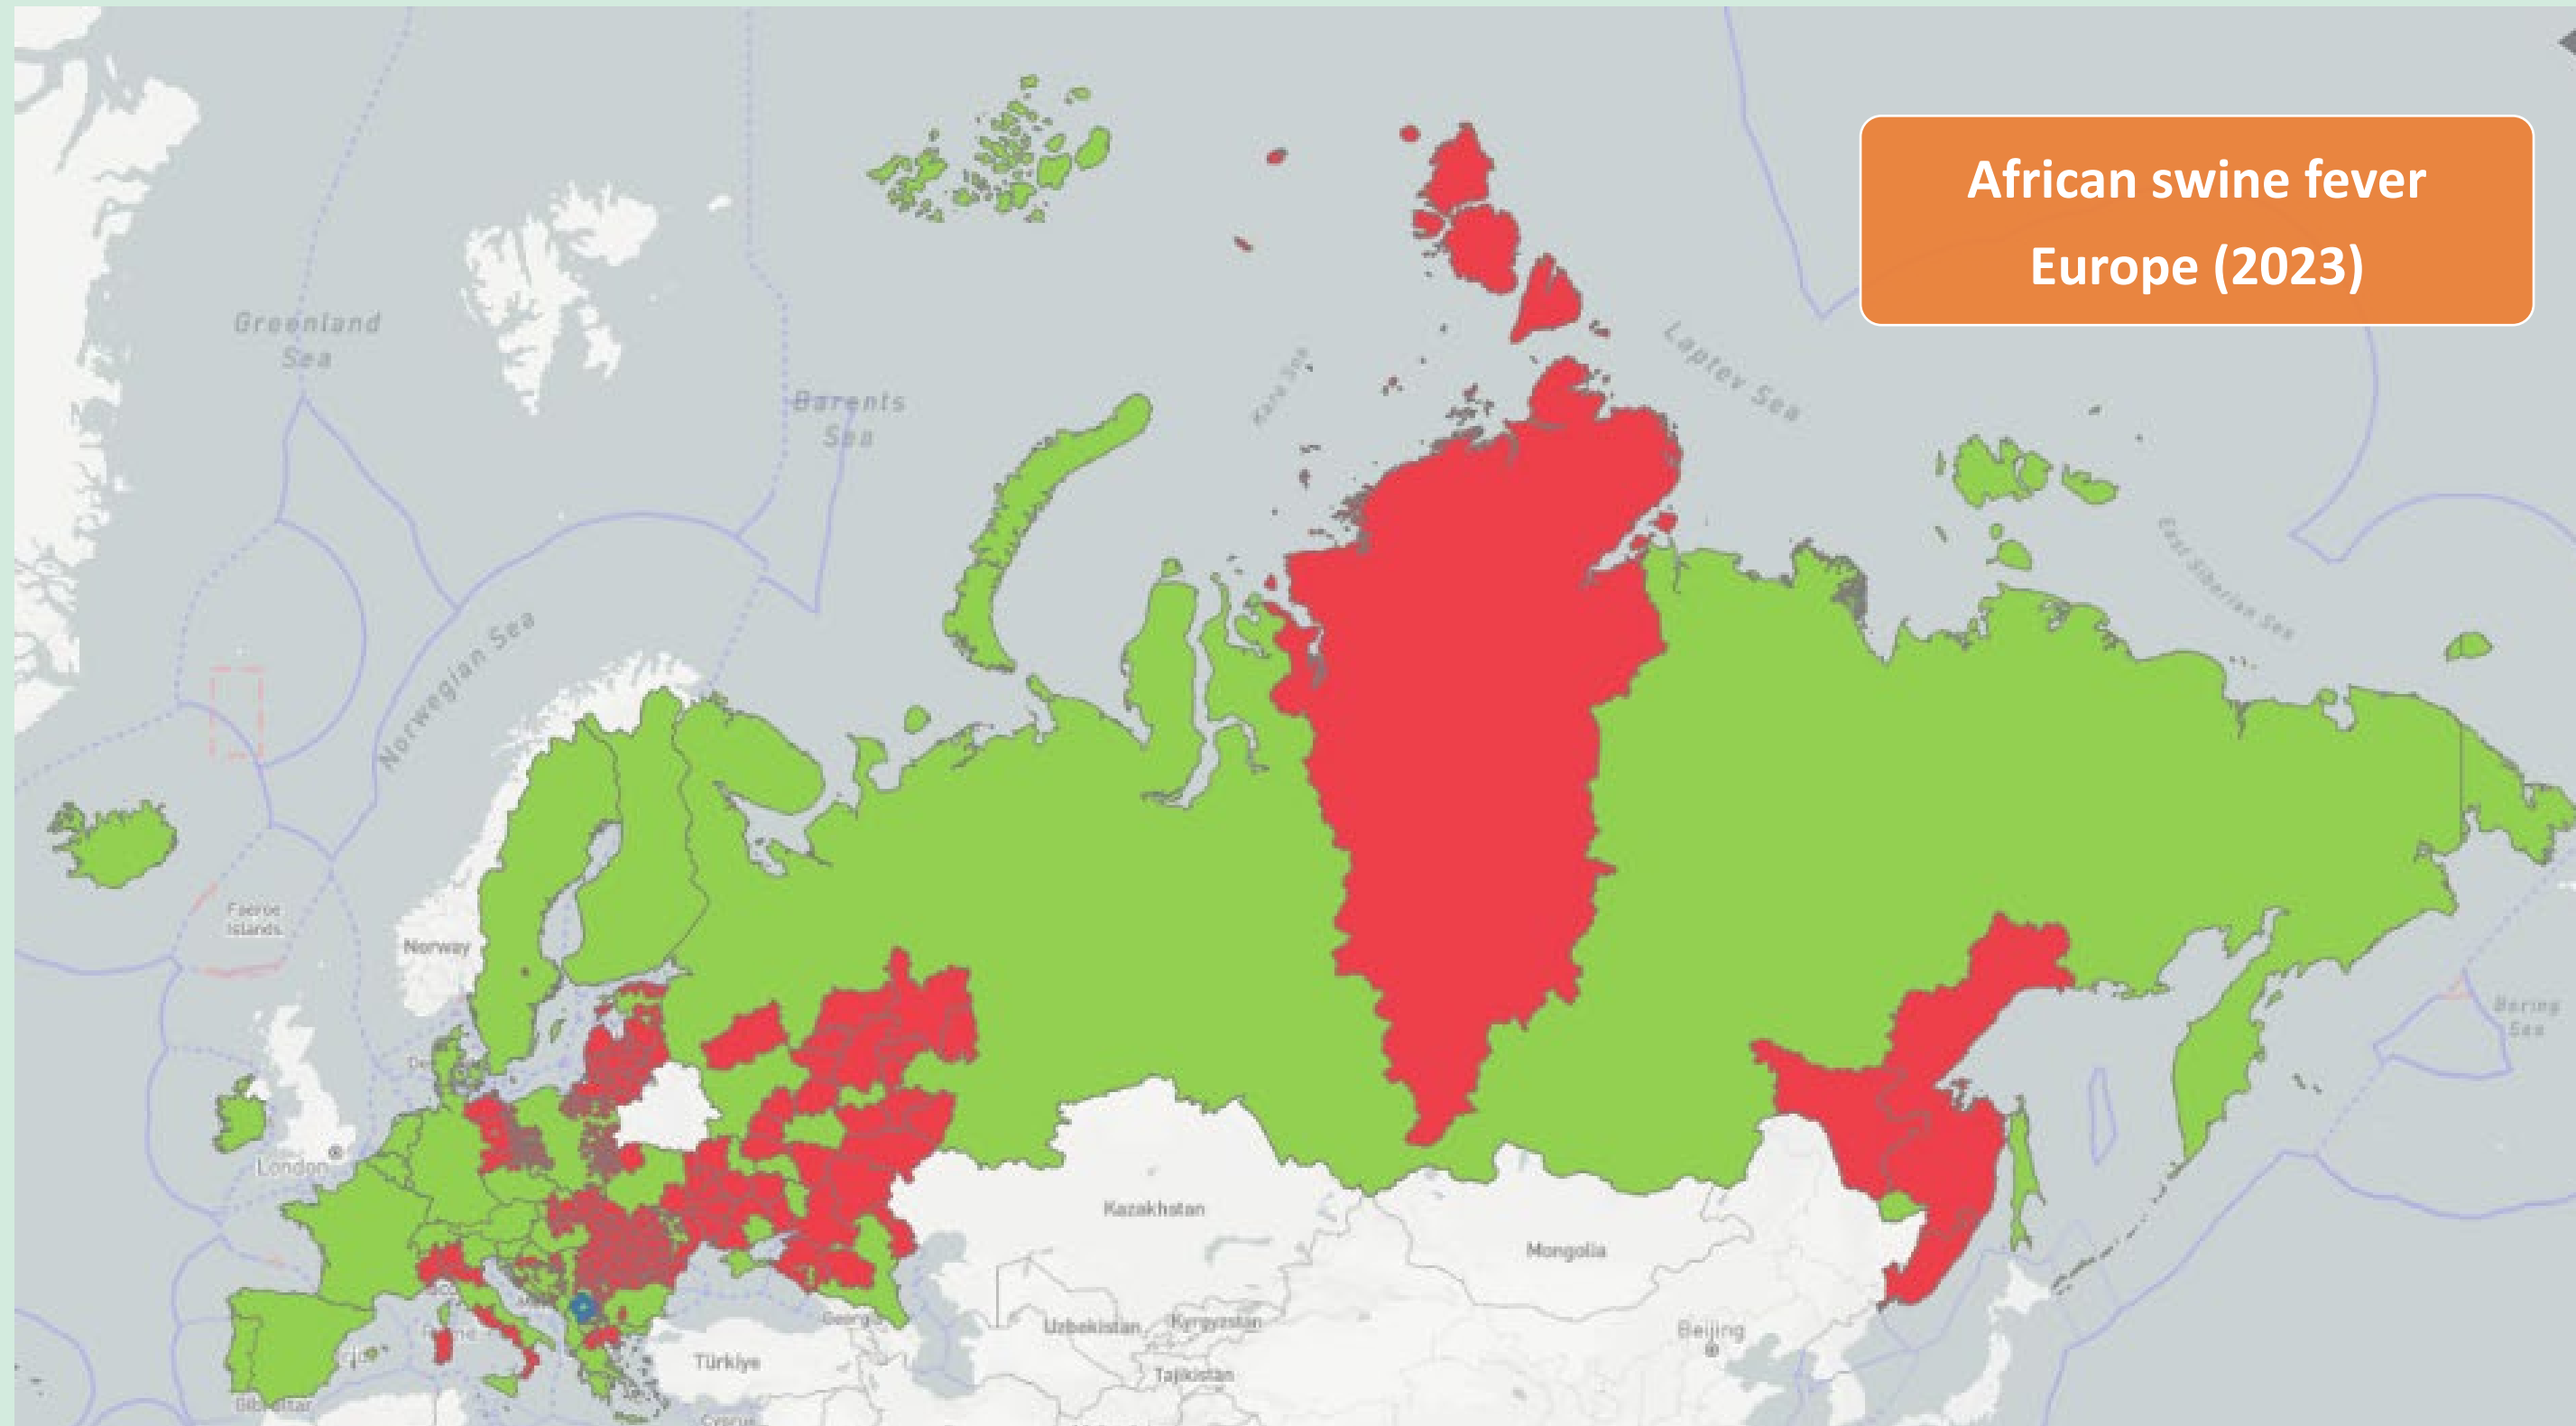 African swine fever
Europe (2023)
Greenland
Sea
Barents
Sea
Kara Sea
Laptev Sea
East Siberian Sea
Norwegian Sea
Faeroe
Islands
Norway
Bering
Sea
London
Kazakhstan
Mongolia
Georgia
Uzbekistan
Kyrgyzstan
Beijing
Türkiye
Tajikistan
Gibraltar
Cyprus